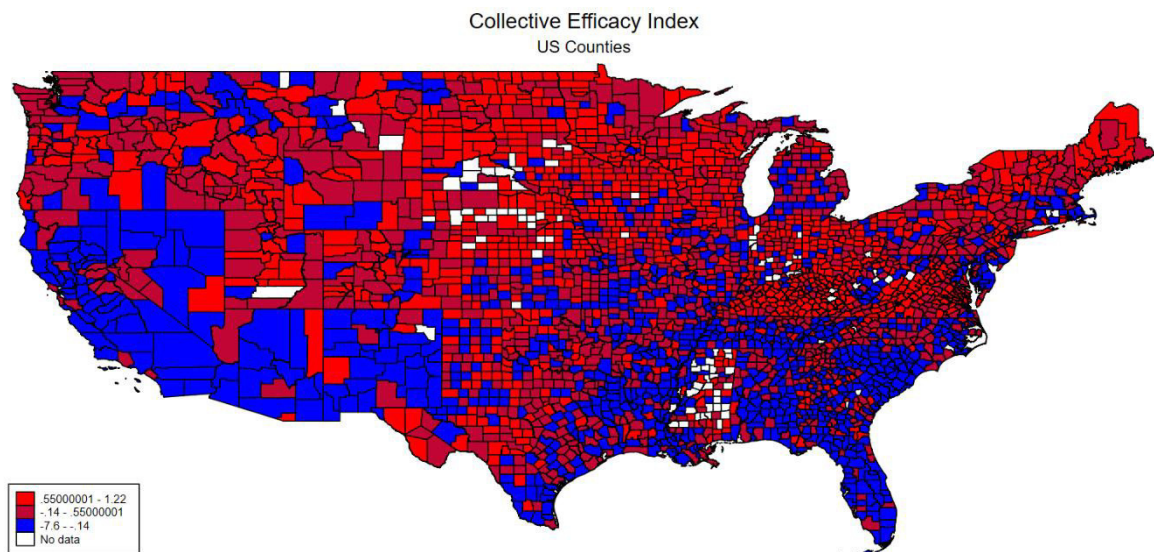 Collective Efficacy Index
US Counties
.55000001 - 1.22
-.14 - .55000001
-7.6 - -.14
No data